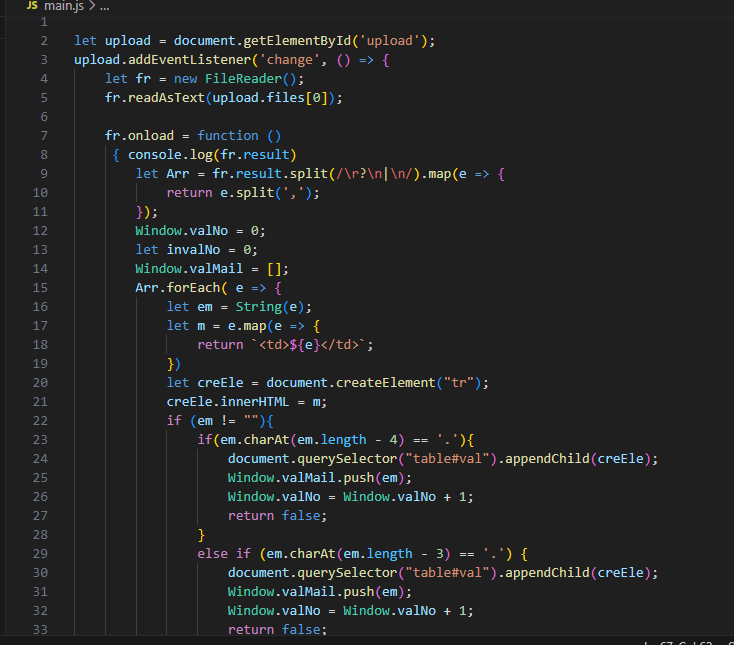 JS main.js > ...
1
2 let upload = document.getElementById('upload');
3 upload.addEventListener('change', () => {
4     let fr = new FileReader();
5     fr.readAsText(upload.files[0]);
6
7     fr.onload = function ()
8      { console.log(fr.result)
9         let Arr = fr.result.split(/\r?\n|\n/).map(e => {
10             return e.split(',');
11         });
12         Window.valNo = 0;
13         let invalNo = 0;
14         Window.valMail = [];
15         Arr.forEach( e => {
16             let em = String(e);
17             let m = e.map(e => {
18                 return `<td>${e}</td>`;
19             })
20             let creEle = document.createElement("tr");
21             creEle.innerHTML = m;
22             if (em != ""){
23                 if(em.charAt(em.length - 4) == '.'){
24                     document.querySelector("table#val").appendChild(creEle);
25                     Window.valMail.push(em);
26                     Window.valNo = Window.valNo + 1;
27                     return false;
28                 }
29                 else if (em.charAt(em.length - 3) == '.') {
30                     document.querySelector("table#val").appendChild(creEle);
31                     Window.valMail.push(em);
32                     Window.valNo = Window.valNo + 1;
33                     return false;